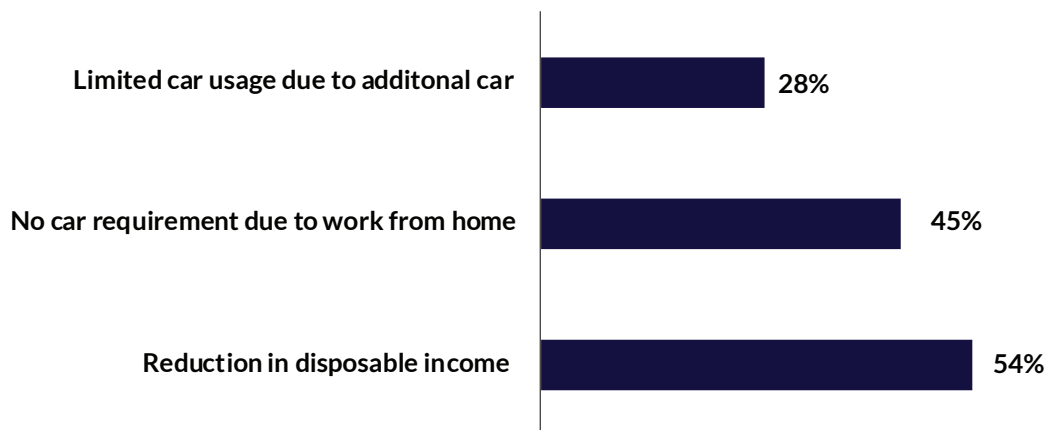 Limited car usage due to additonal car 28%
No car requirement due to work from home 45%
Reduction in disposable income 54%